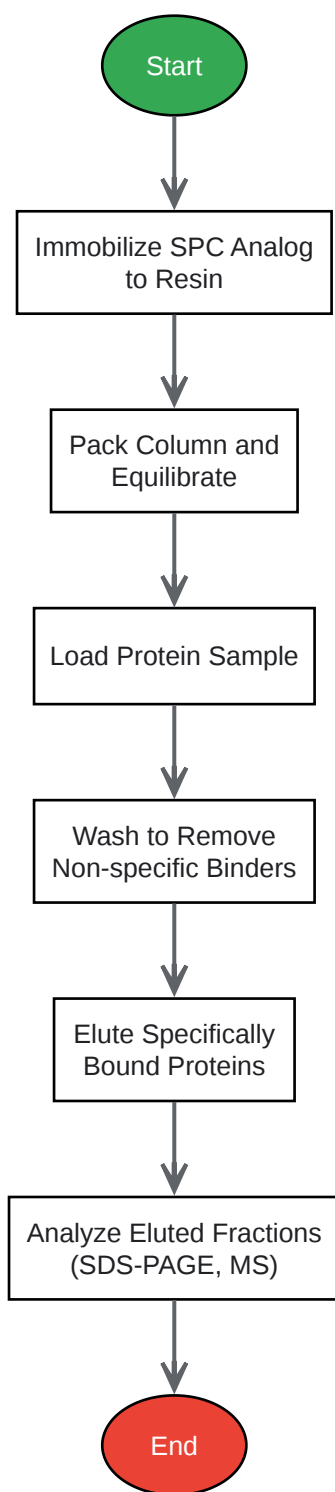 Start
Immobilize SPC Analog
to Resin
Pack Column and
Equilibrate
Load Protein Sample
Wash to Remove
Non-specific Binders
Elute Specifically
Bound Proteins
Analyze Eluted Fractions
(SDS-PAGE, MS)
End